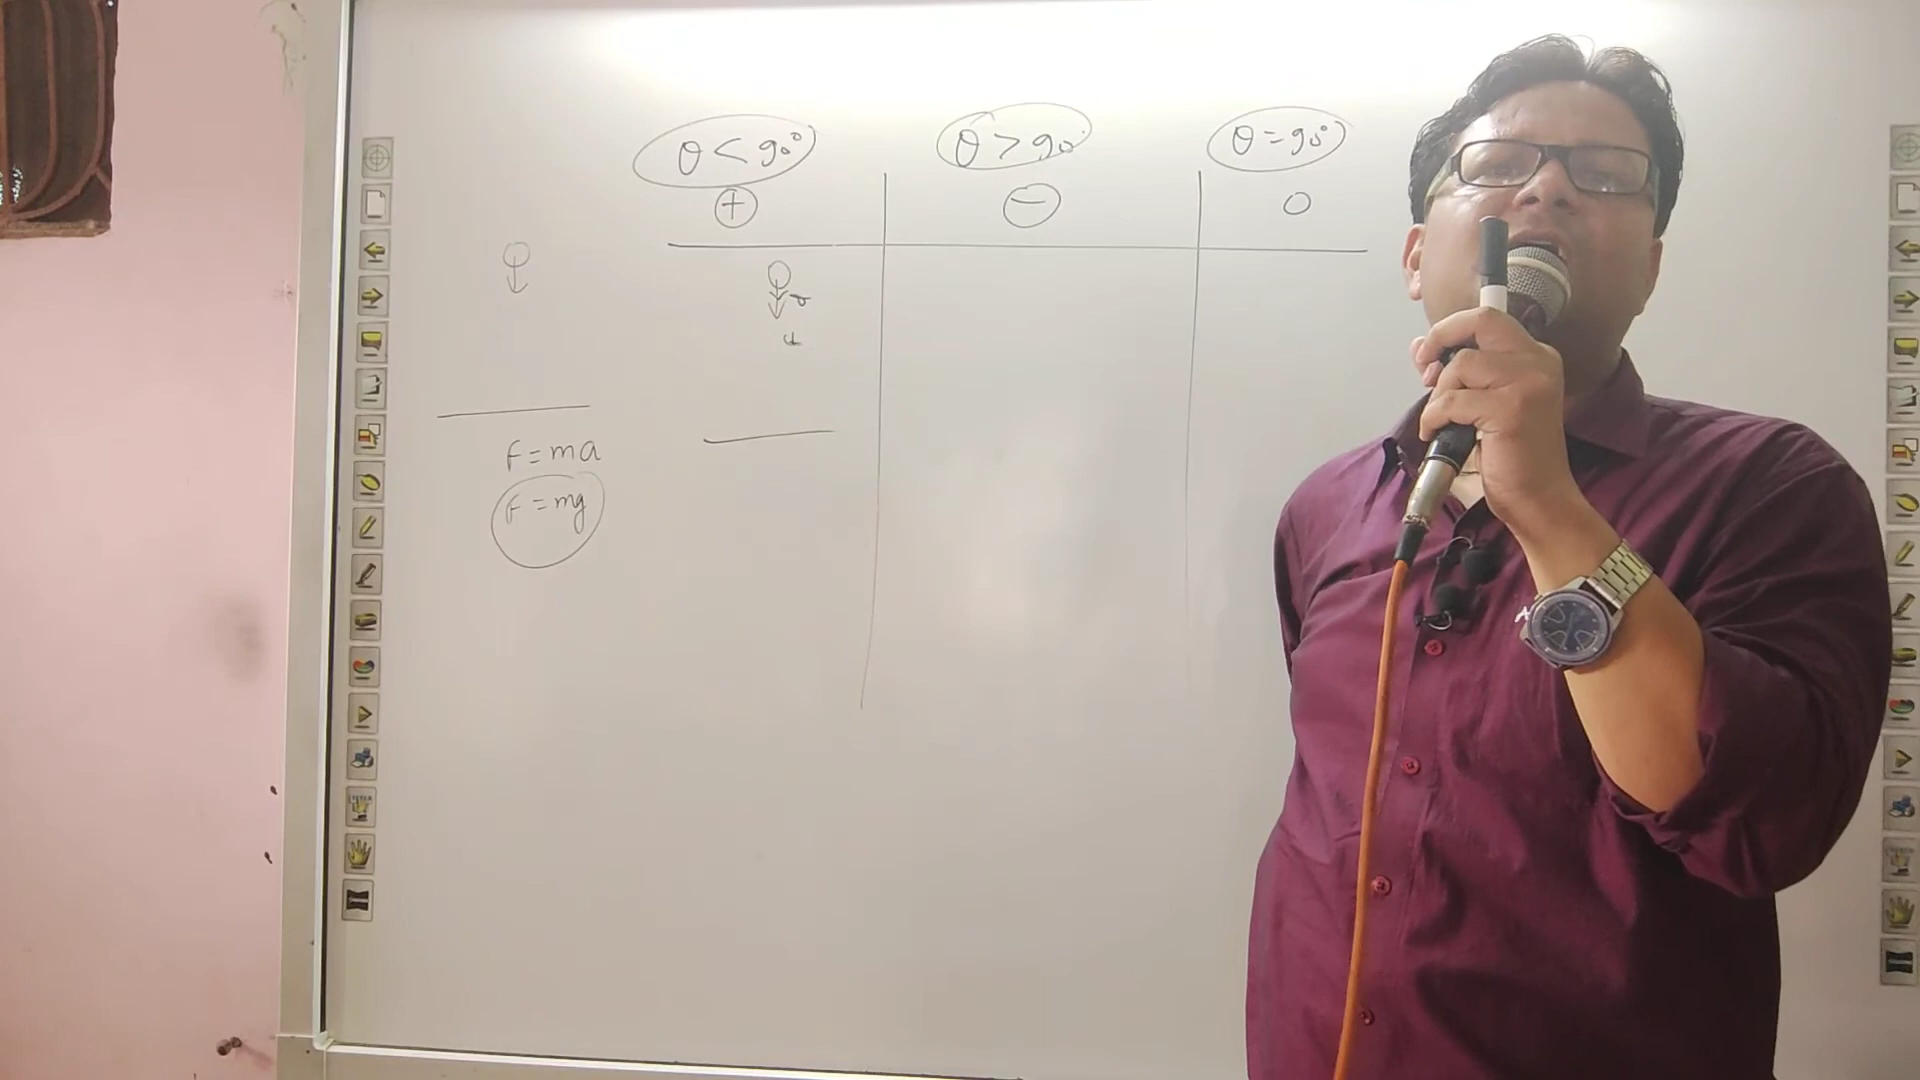 θ < 90°
θ > 90
θ = 90°
+
−
0
F = ma
F = mg